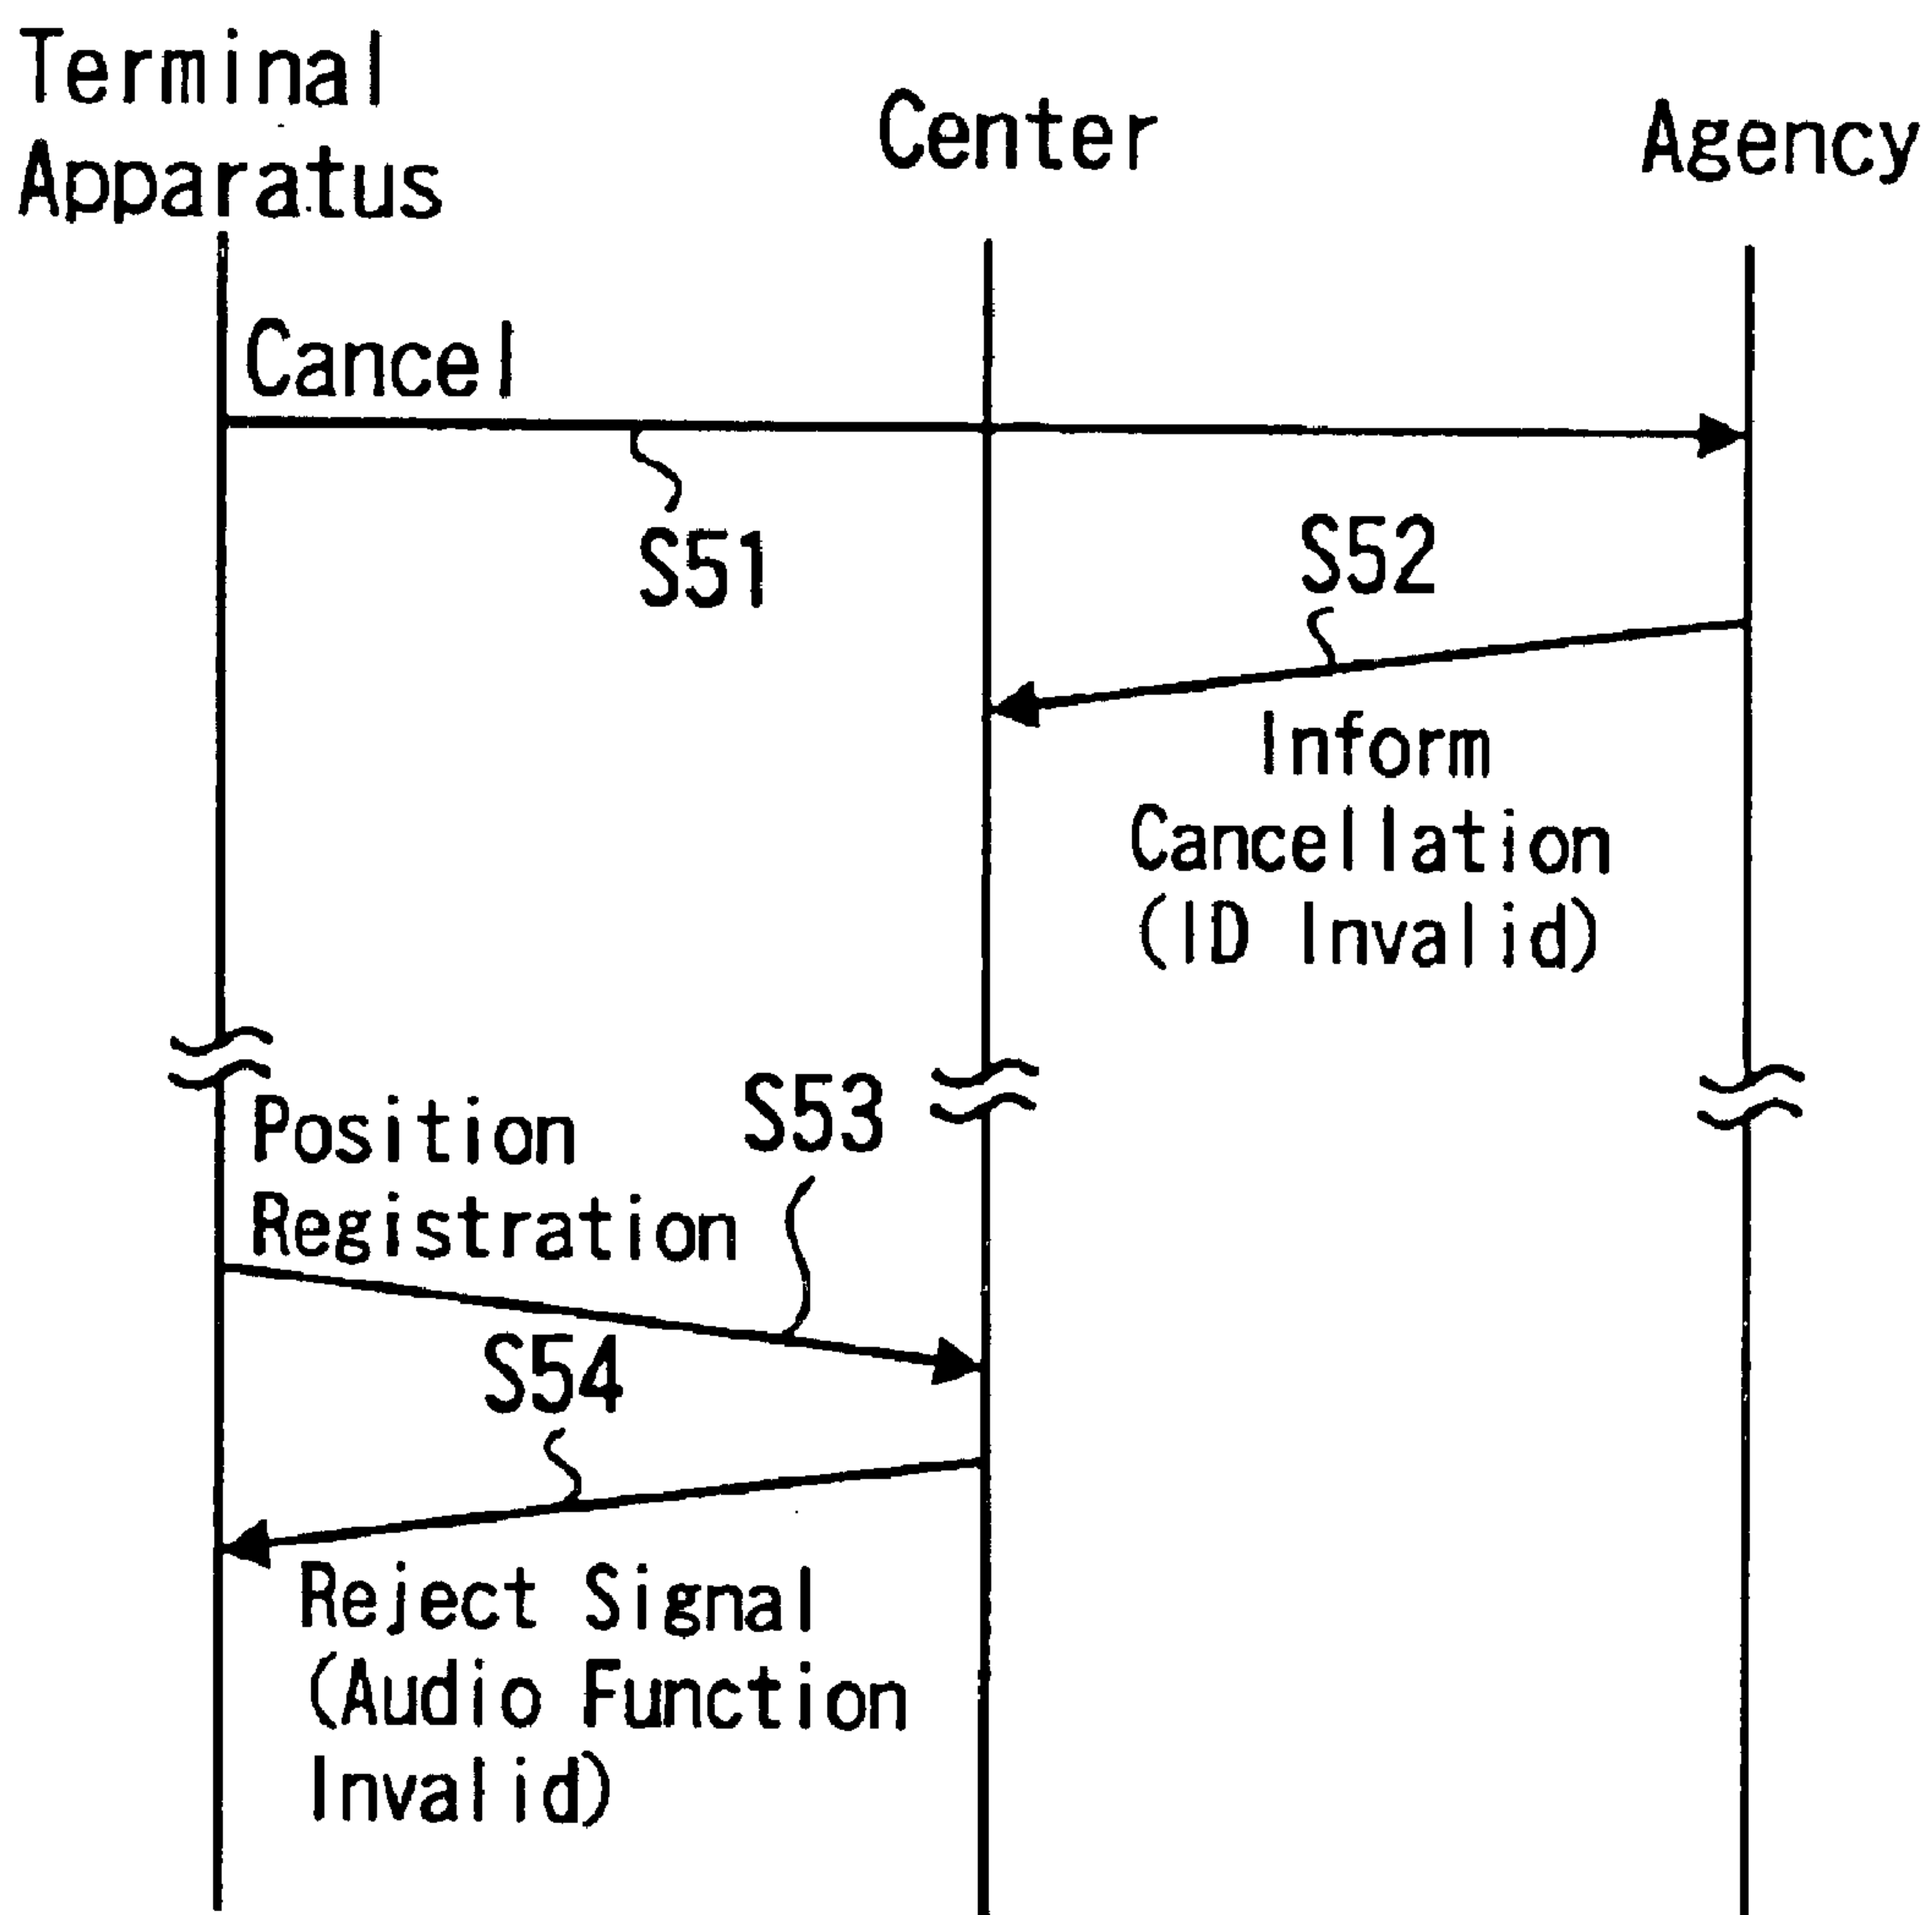 Terminal
Apparatus
Center
Agency
Cancel
S51
S52
Inform
Cancellation
(ID Invalid)
Position
Registration
S53
S54
Reject Signal
(Audio Function
Invalid)